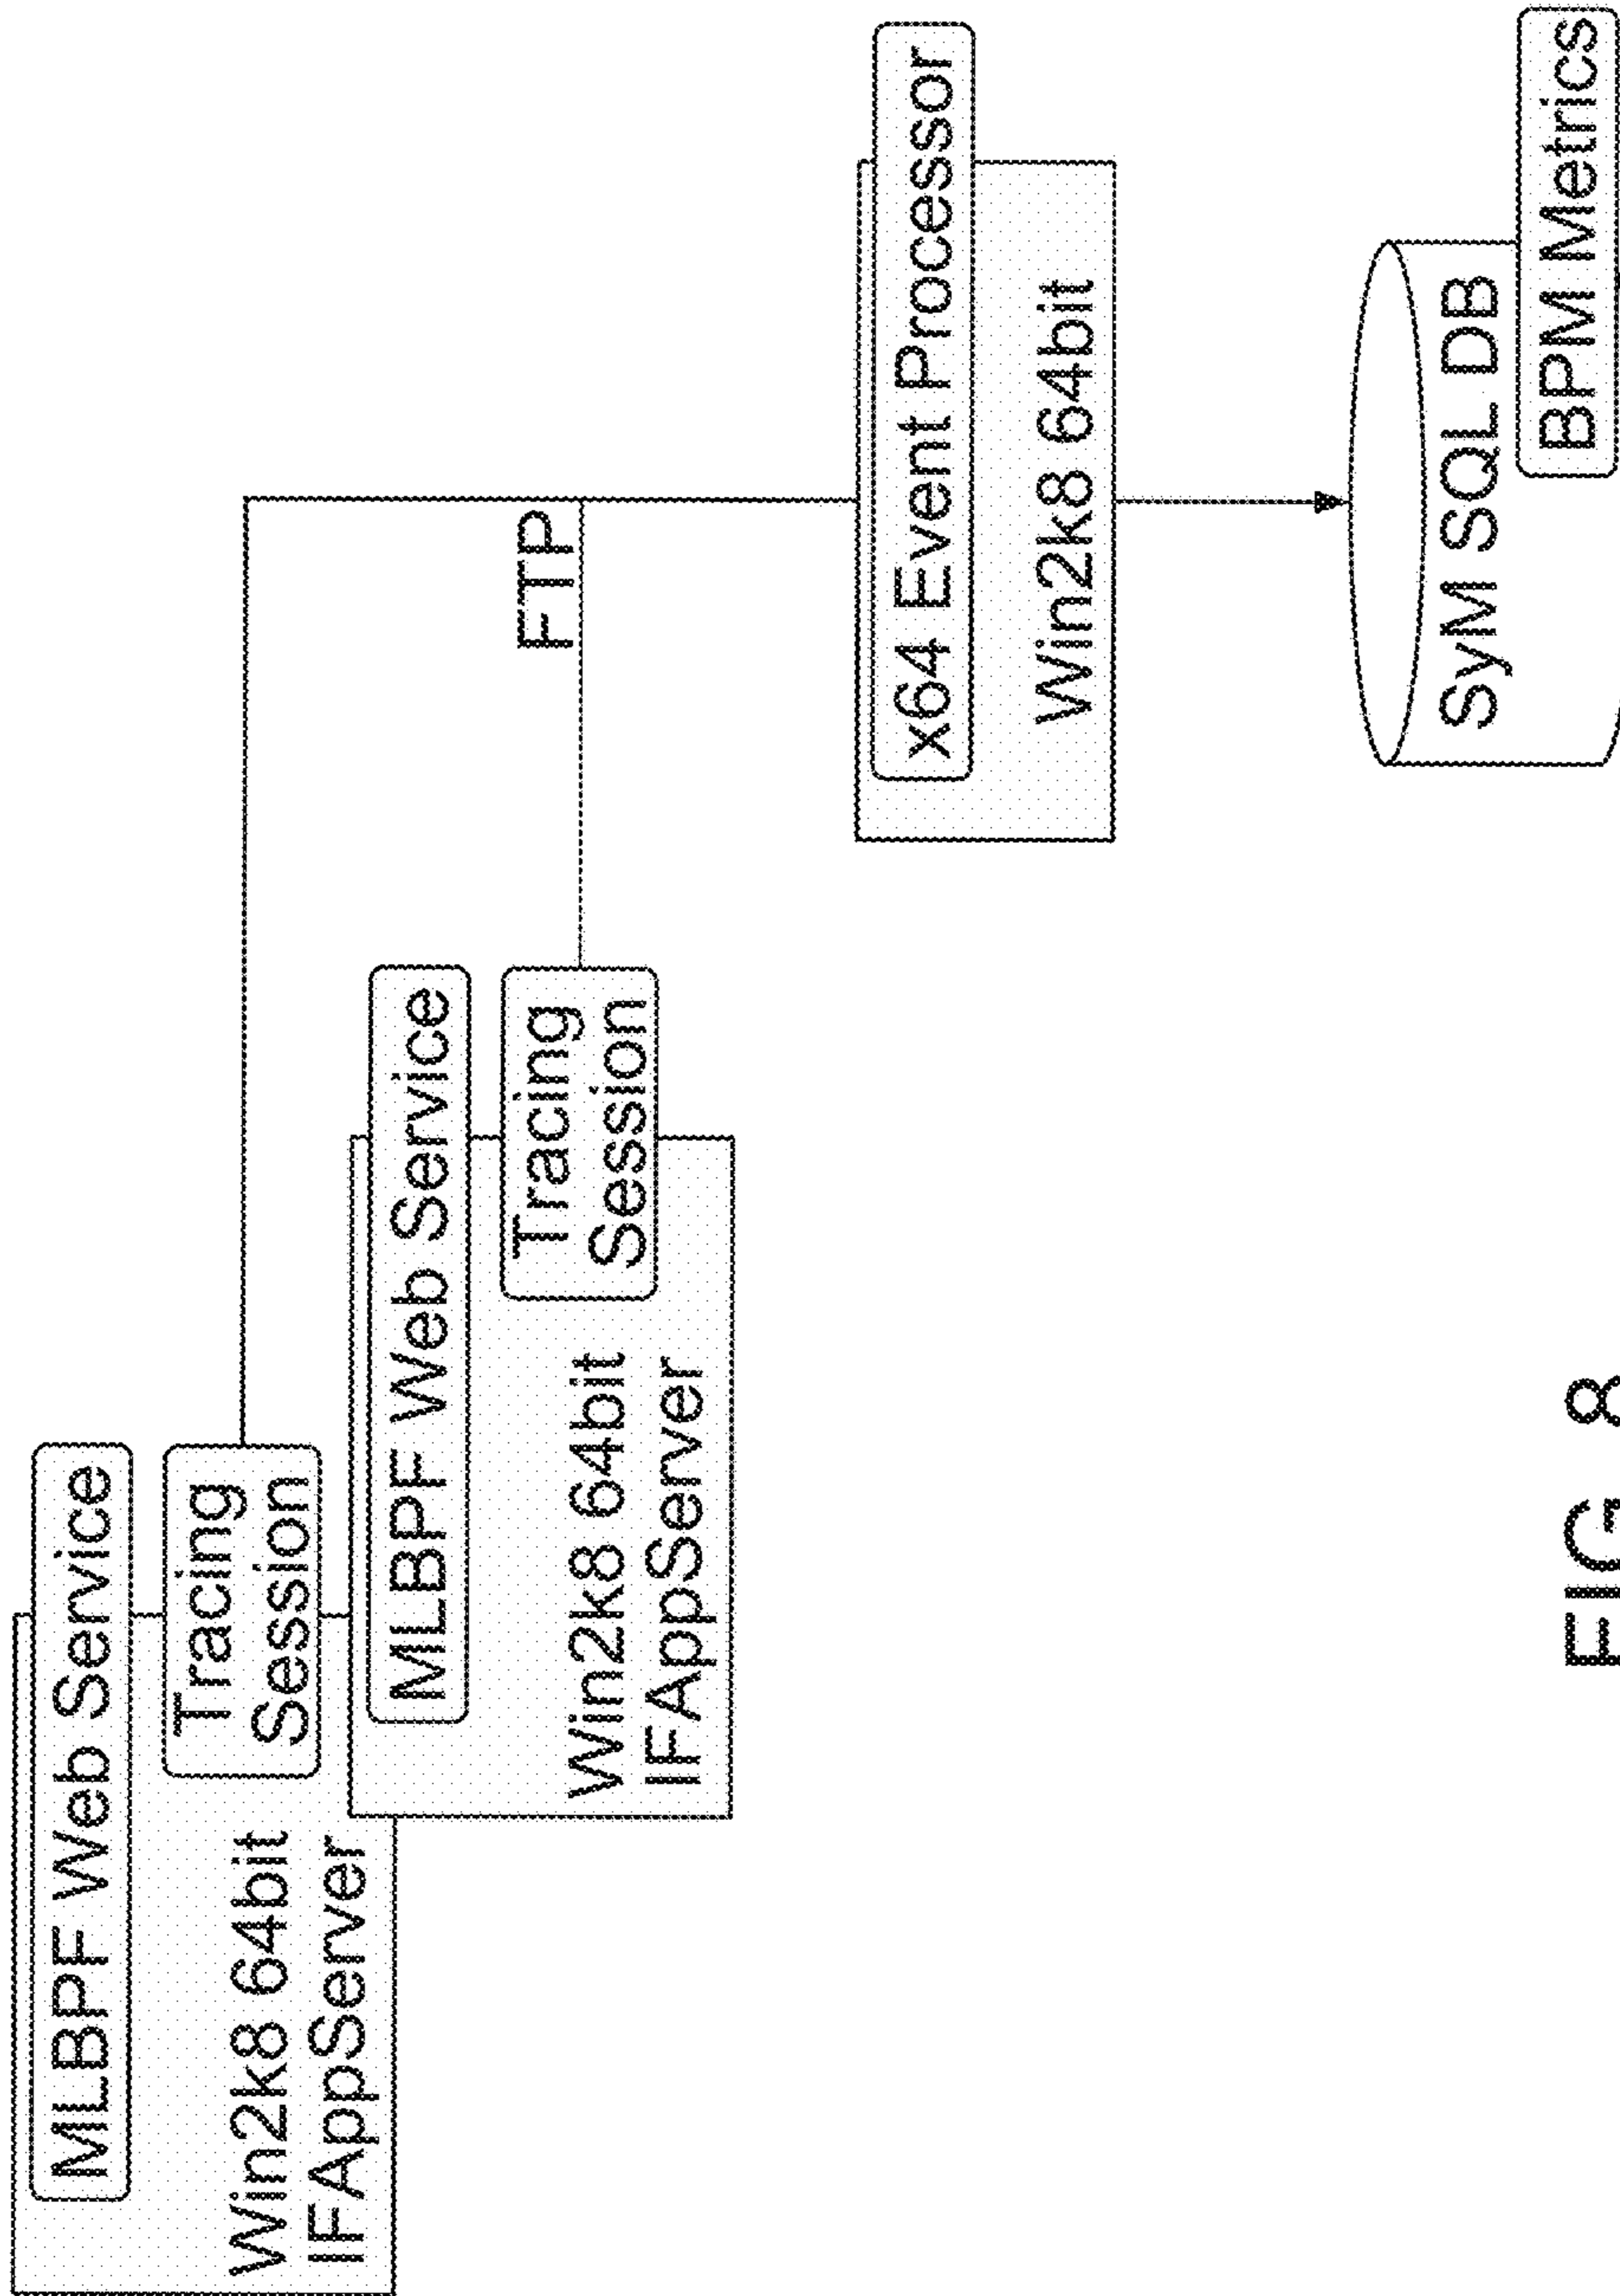 MLBPF Web Service
Tracing
Session
Win2k8 64bit
IFAppServer
MLBPF Web Service
Tracing
Session
Win2k8 64bit
IFAppServer
FTP
x64 Event Processor
Win2k8 64bit
SyM SQL DB
BPM Metrics
FIG. 8